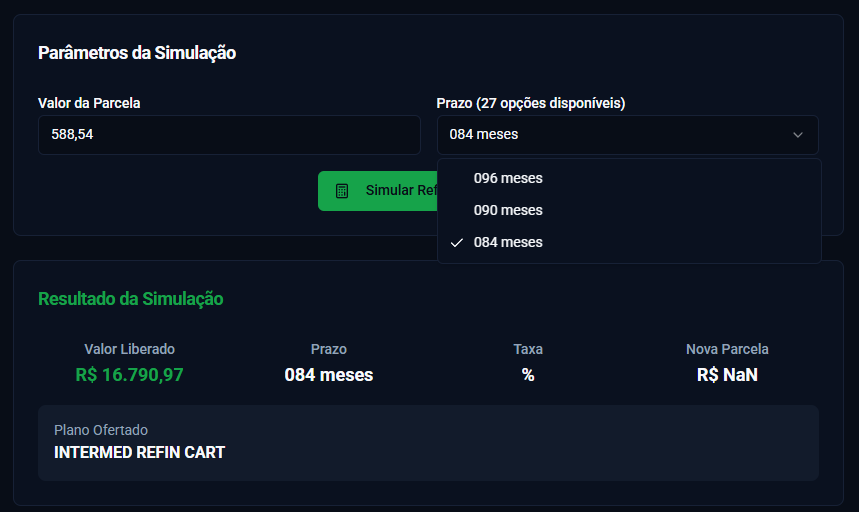 Parâmetros da Simulação
Valor da Parcela
Prazo (27 opções disponíveis)
588,54
084 meses
Simular Ref
096 meses
090 meses
084 meses
Resultado da Simulação
Valor Liberado
Prazo
Taxa
Nova Parcela
R$ 16.790,97
084 meses
%
R$ NaN
Plano Ofertado
INTERMED REFIN CART